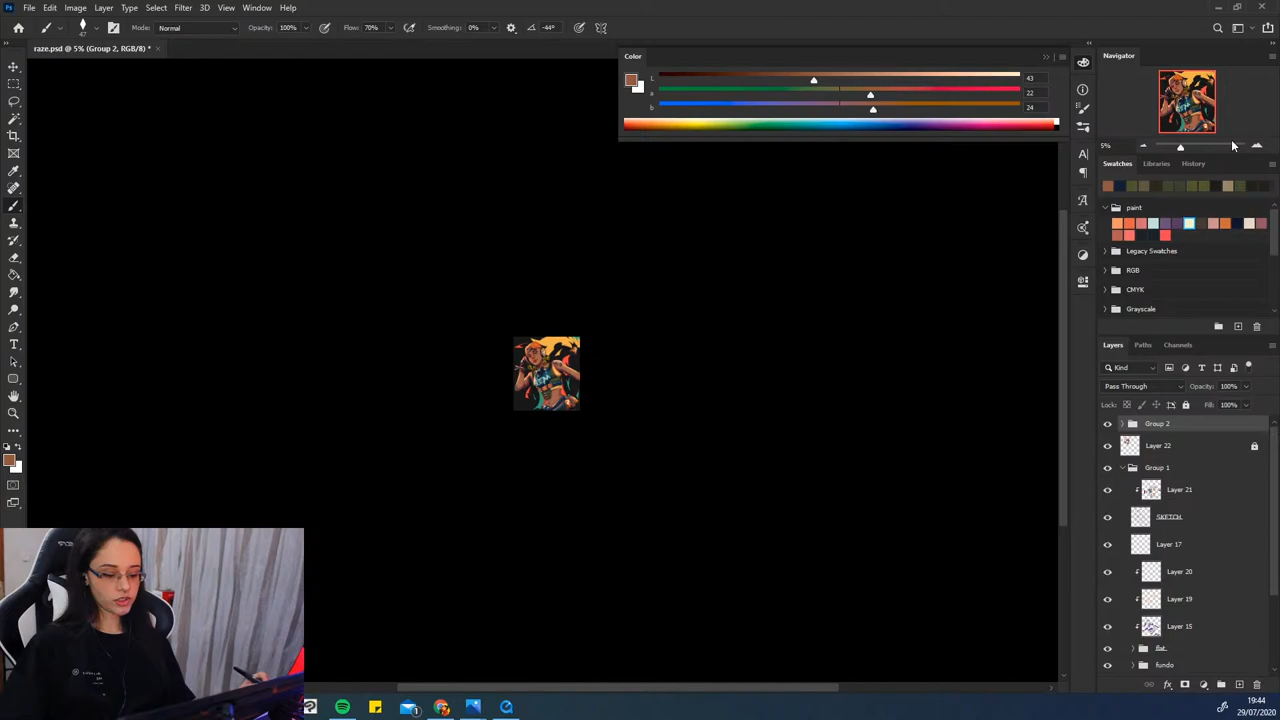 File Edit Image Layer Type Select Filter 3D View Window Help
47 Mode: Normal Opacity: 100% Flow: 70% Smoothing: 0% -44°
raze.psd @ 5% (Group 2, RGB/8) * ×
Color
L 43
a 22
b 24
Navigator
5%
Swatches Libraries History
paint
Legacy Swatches
RGB
CMYK
Grayscale
Layers Paths Channels
Kind
Pass Through Opacity: 100%
Lock: Fill: 100%
Group 2
Layer 22
Group 1
Layer 21
SKETCH
Layer 17
Layer 20
Layer 19
Layer 15
flat
fundo
19:44
29/07/2020